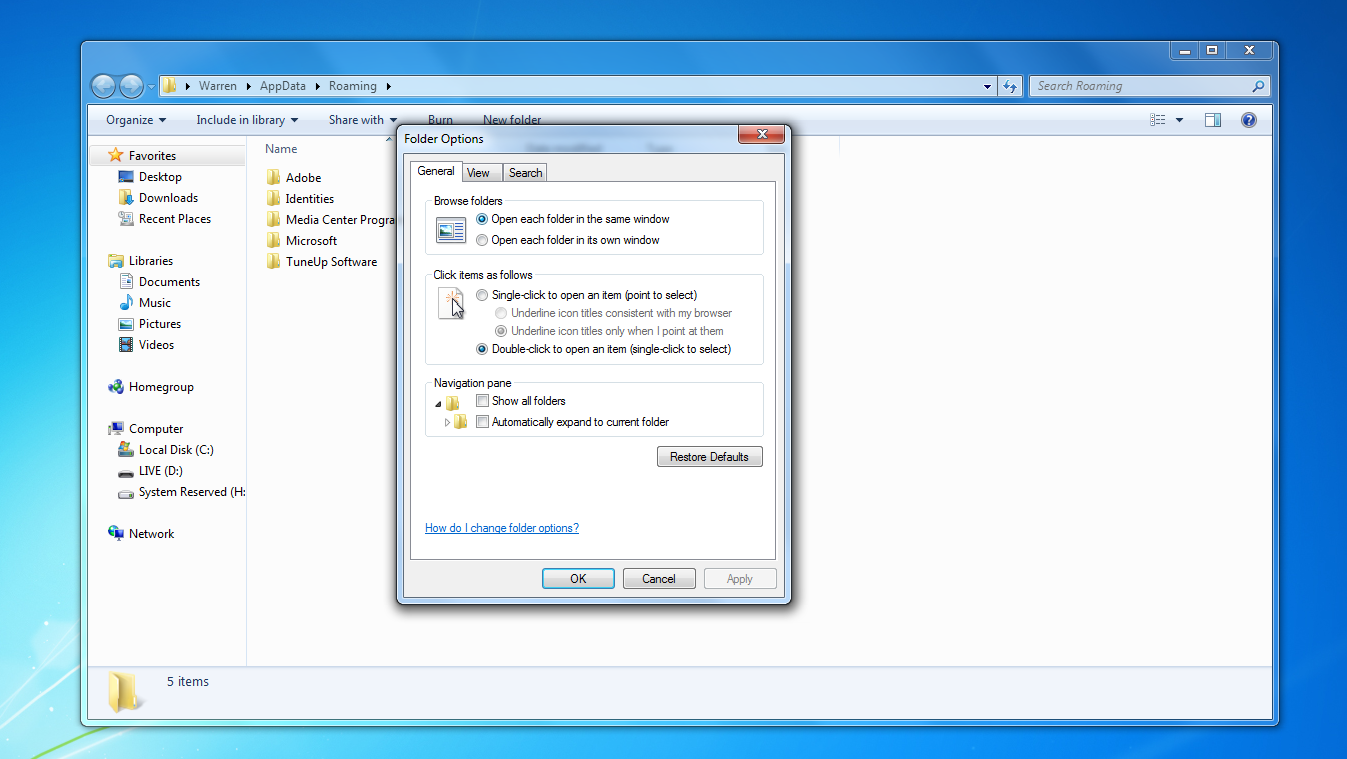 Warren AppData Roaming
Search Roaming
Organize Include in library Share with Burn New folder
Favorites
Desktop
Downloads
Recent Places
Libraries
Documents
Music
Pictures
Videos
Homegroup
Computer
Local Disk (C:)
LIVE (D:)
System Reserved (H:
Network
Name
Adobe
Identities
Media Center Progra
Microsoft
TuneUp Software
Folder Options
General View Search
Browse folders
Open each folder in the same window
Open each folder in its own window
Click items as follows
Single-click to open an item (point to select)
Underline icon titles consistent with my browser
Underline icon titles only when I point at them
Double-click to open an item (single-click to select)
Navigation pane
Show all folders
Automatically expand to current folder
Restore Defaults
How do I change folder options?
OK Cancel Apply
5 items